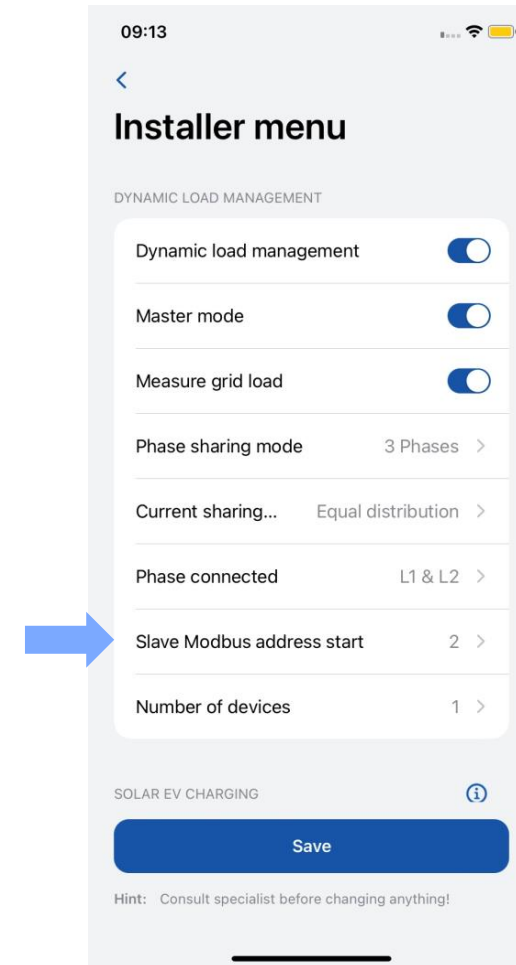 09:13
Installer menu
DYNAMIC LOAD MANAGEMENT
Dynamic load management
Master mode
Measure grid load
Phase sharing mode 3 Phases
Current sharing... Equal distribution
Phase connected L1 & L2
Slave Modbus address start 2
Number of devices 1
SOLAR EV CHARGING
Save
Hint: Consult specialist before changing anything!